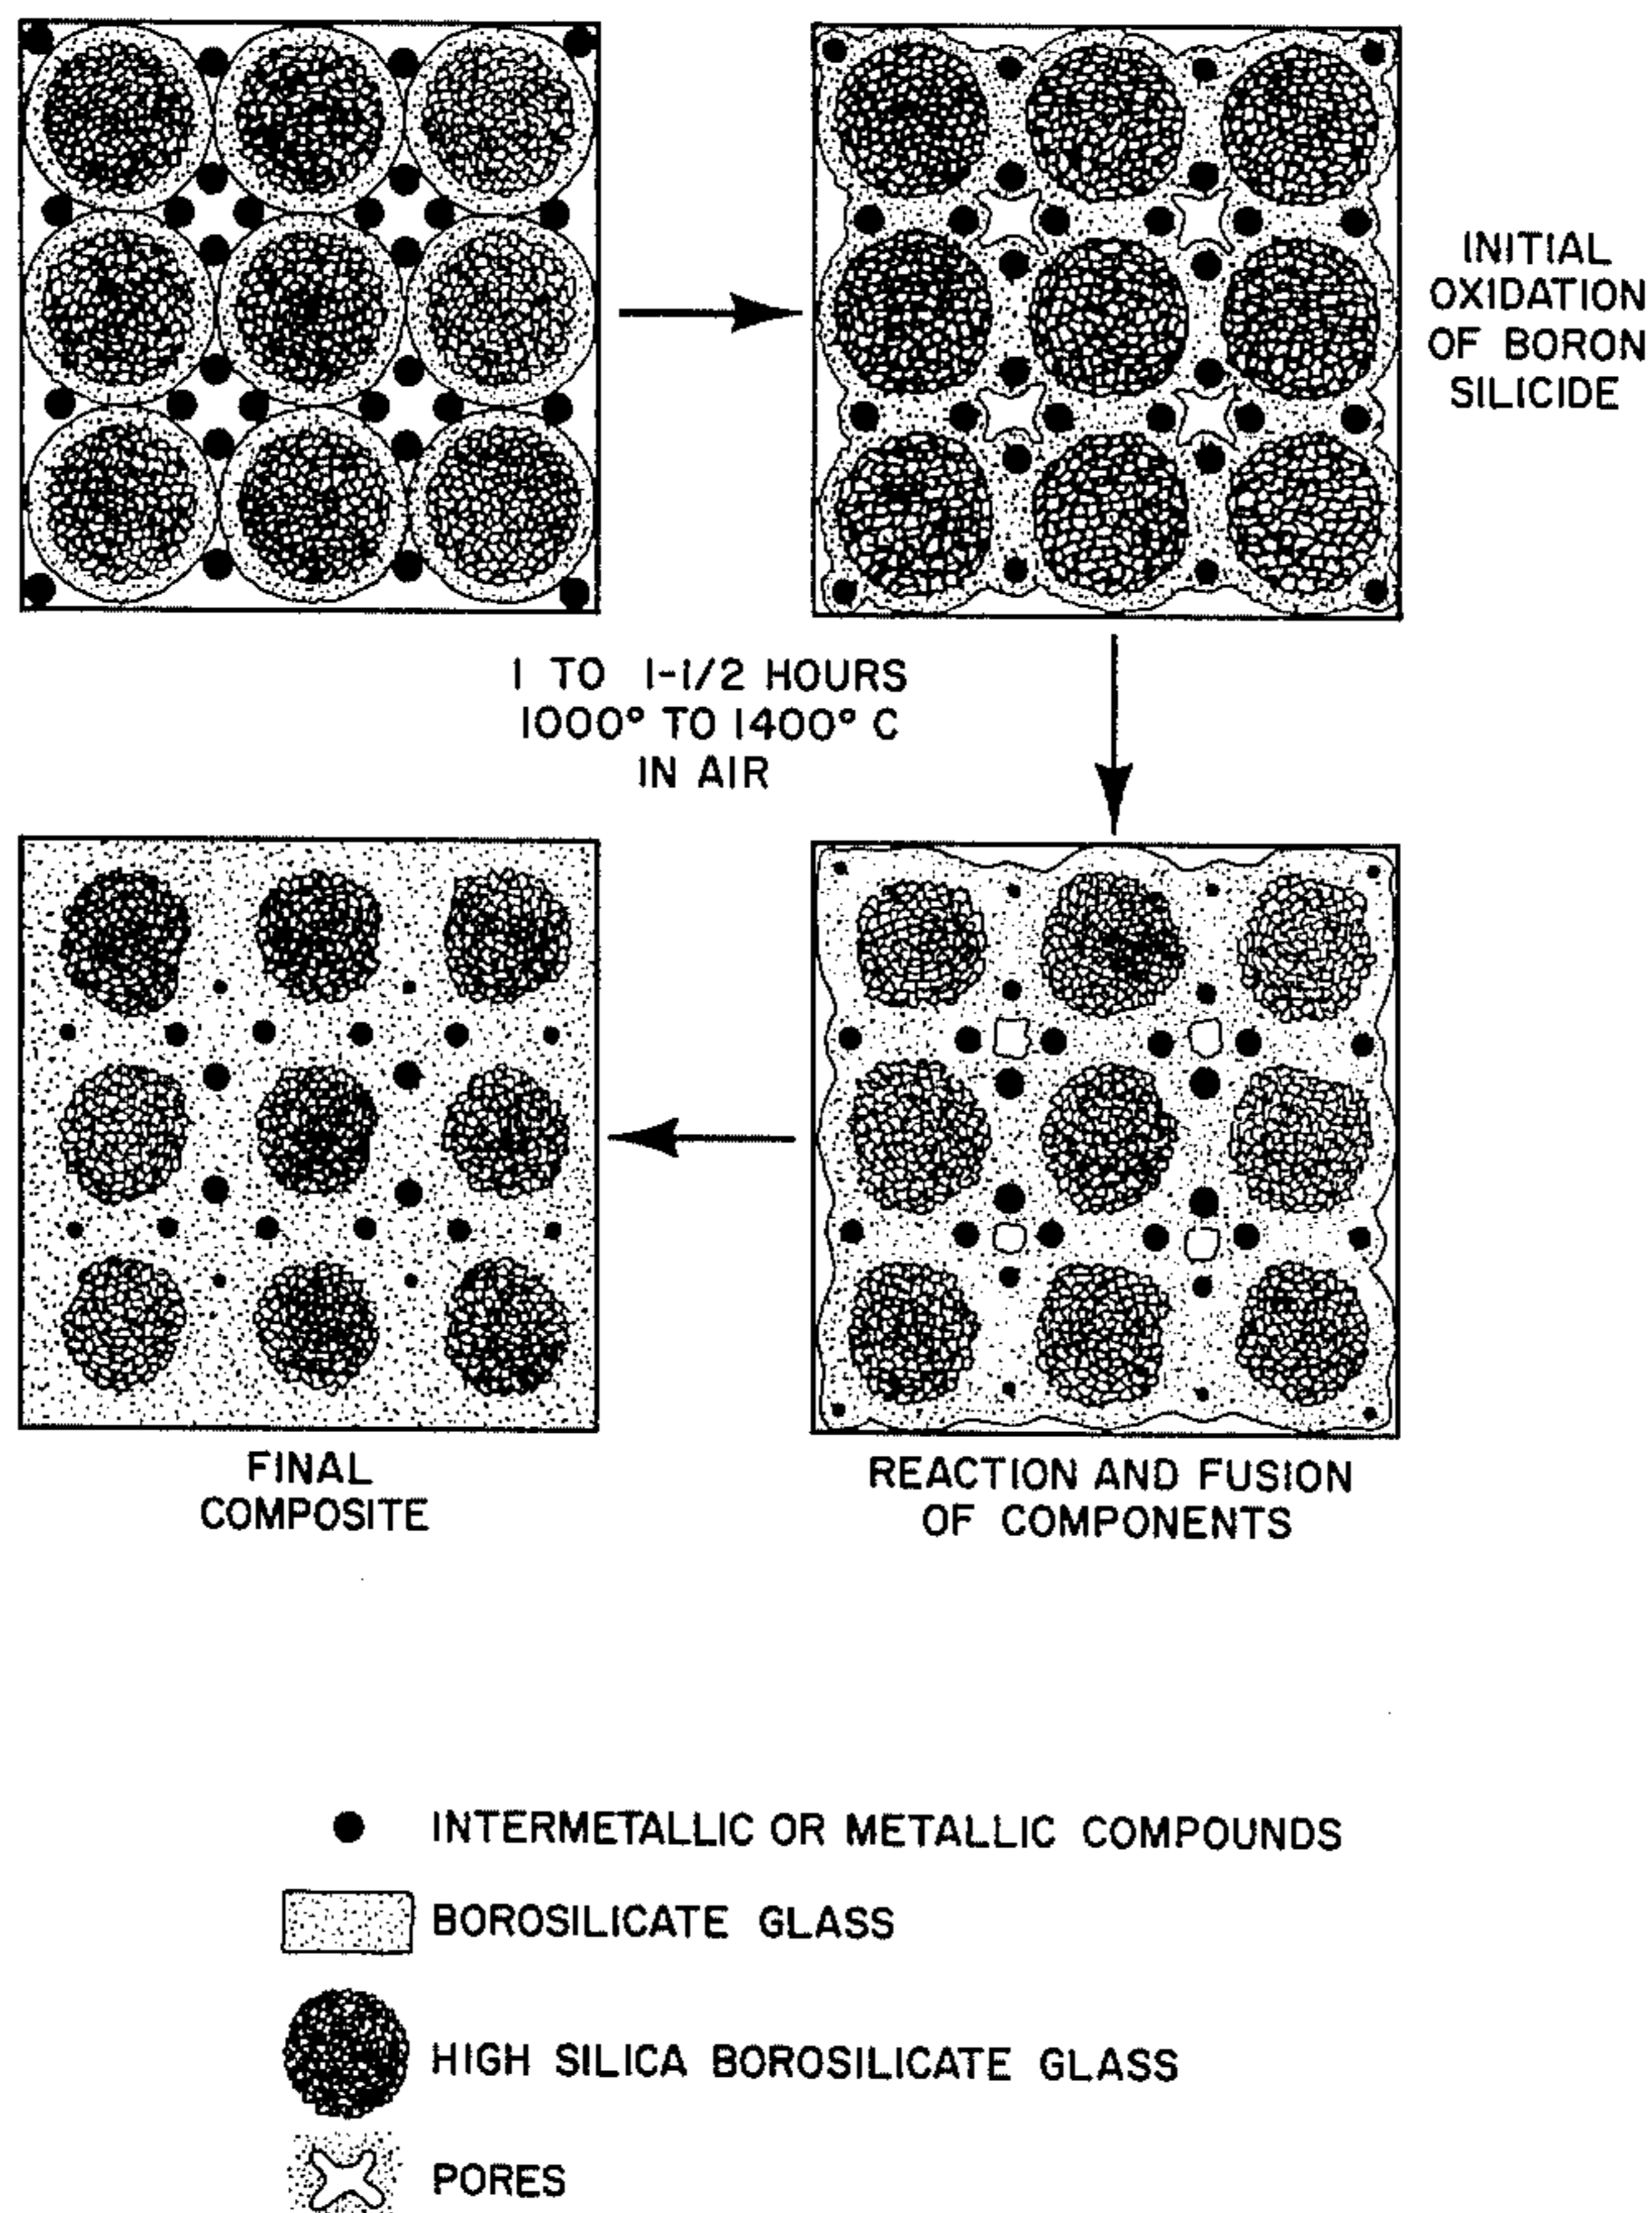 INITIAL
OXIDATION
OF BORON
SILICIDE
1 TO 1-1/2 HOURS
1000° TO 1400° C
IN AIR
FINAL
COMPOSITE
REACTION AND FUSION
OF COMPONENTS
INTERMETALLIC OR METALLIC COMPOUNDS
BOROSILICATE GLASS
HIGH SILICA BOROSILICATE GLASS
PORES